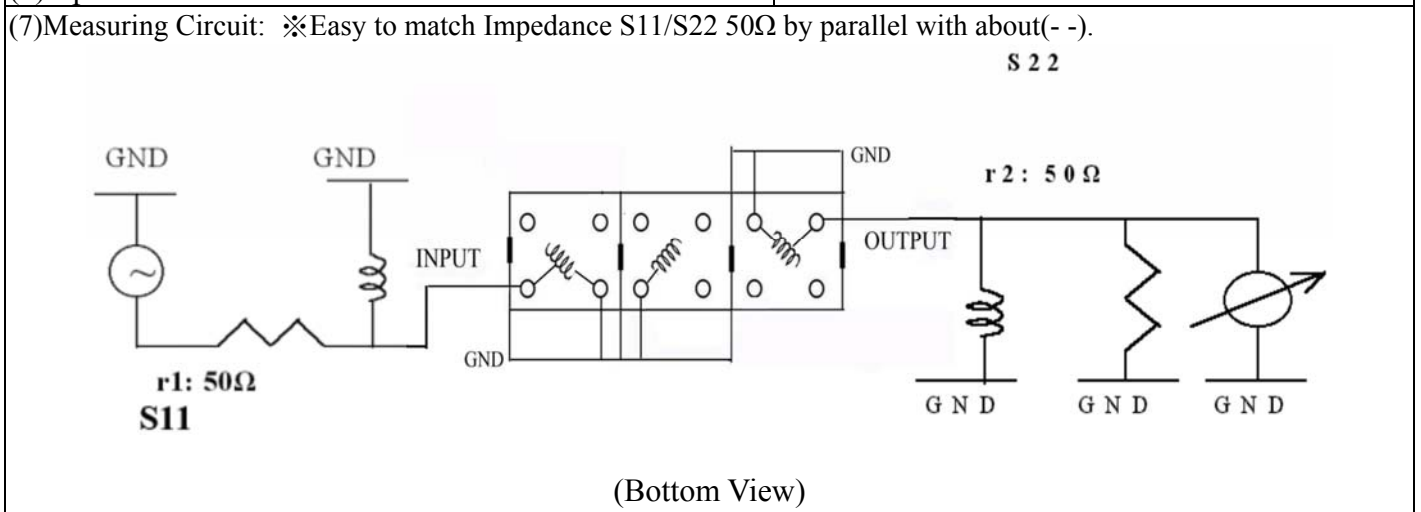 (7)Measuring Circuit: ※Easy to match Impedance S11/S22 50Ω by parallel with about(- -).
S 2 2
GND
GND
GND
r 2 : 5 0 Ω
INPUT
OUTPUT
GND
r1: 50Ω
S11
G N D
G N D
G N D
(Bottom View)